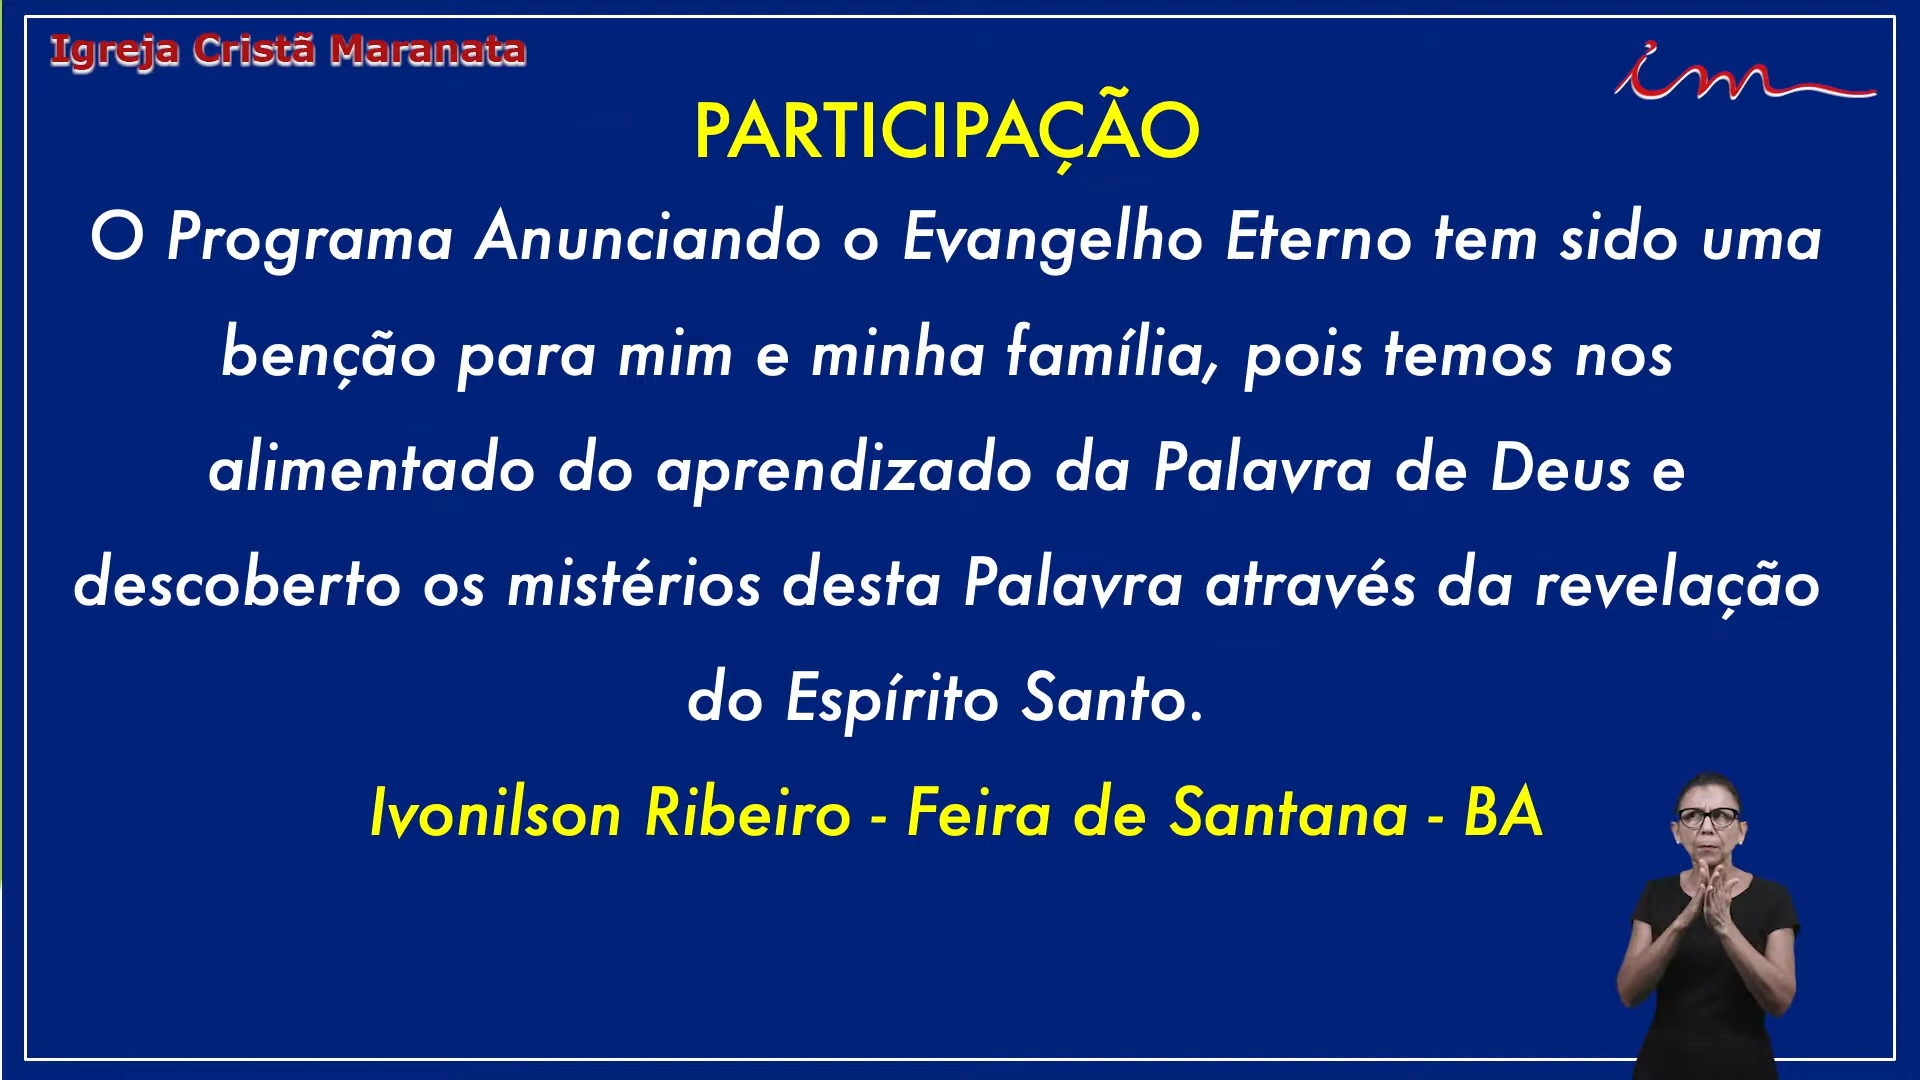 Igreja Cristã Maranata
im
PARTICIPAÇÃO
O Programa Anunciando o Evangelho Eterno tem sido uma
benção para mim e minha família, pois temos nos
alimentado do aprendizado da Palavra de Deus e
descoberto os mistérios desta Palavra através da revelação
do Espírito Santo.
Ivonilson Ribeiro - Feira de Santana - BA